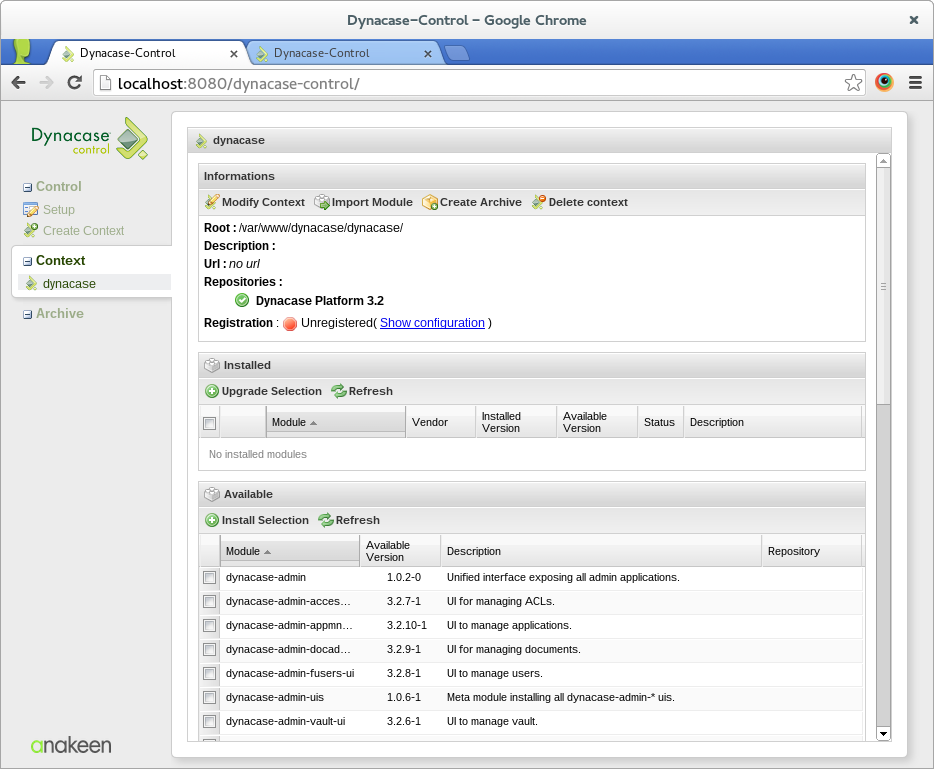 Dynacase-Control – Google Chrome
Dynacase-Control
Dynacase-Control
localhost:8080/dynacase-control/
Dynacase
control
Control
Setup
Create Context
Context
dynacase
Archive
anakeen
dynacase
Informations
Modify Context Import Module Create Archive Delete context
Root : /var/www/dynacase/dynacase/
Description :
Url : no url
Repositories :
Dynacase Platform 3.2
Registration : Unregistered( Show configuration )
Installed
Upgrade Selection Refresh
Module Vendor Installed Version Available Version Status Description
No installed modules
Available
Install Selection Refresh
Module Available Version Description Repository
dynacase-admin 1.0.2-0 Unified interface exposing all admin applications.
dynacase-admin-acces… 3.2.7-1 UI for managing ACLs.
dynacase-admin-appmn… 3.2.10-1 UI to manage applications.
dynacase-admin-docad… 3.2.9-1 UI for managing documents.
dynacase-admin-fusers-ui 3.2.8-1 UI to manage users.
dynacase-admin-uis 1.0.6-1 Meta module installing all dynacase-admin-* uis.
dynacase-admin-vault-ui 3.2.6-1 UI to manage vault.